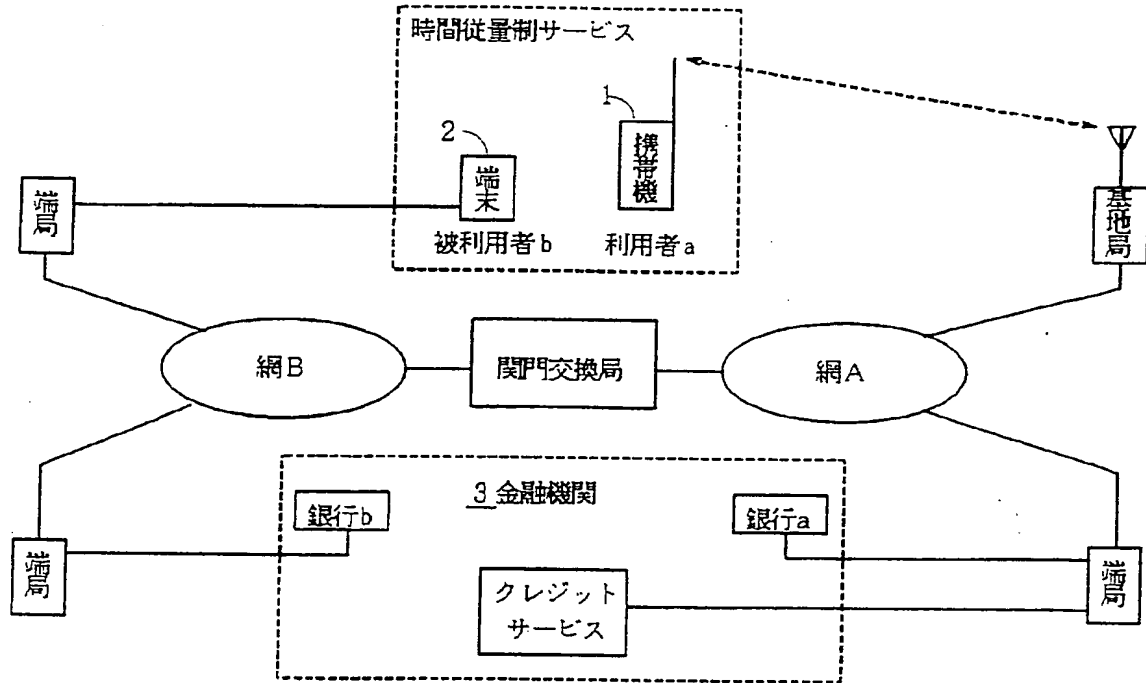 時間従量制サービス
1
携帯機
2
端末
端局
基地局
被利用者b
利用者a
網B
関門交換局
網A
3 金融機関
銀行b
銀行a
端局
端局
クレジット
サービス